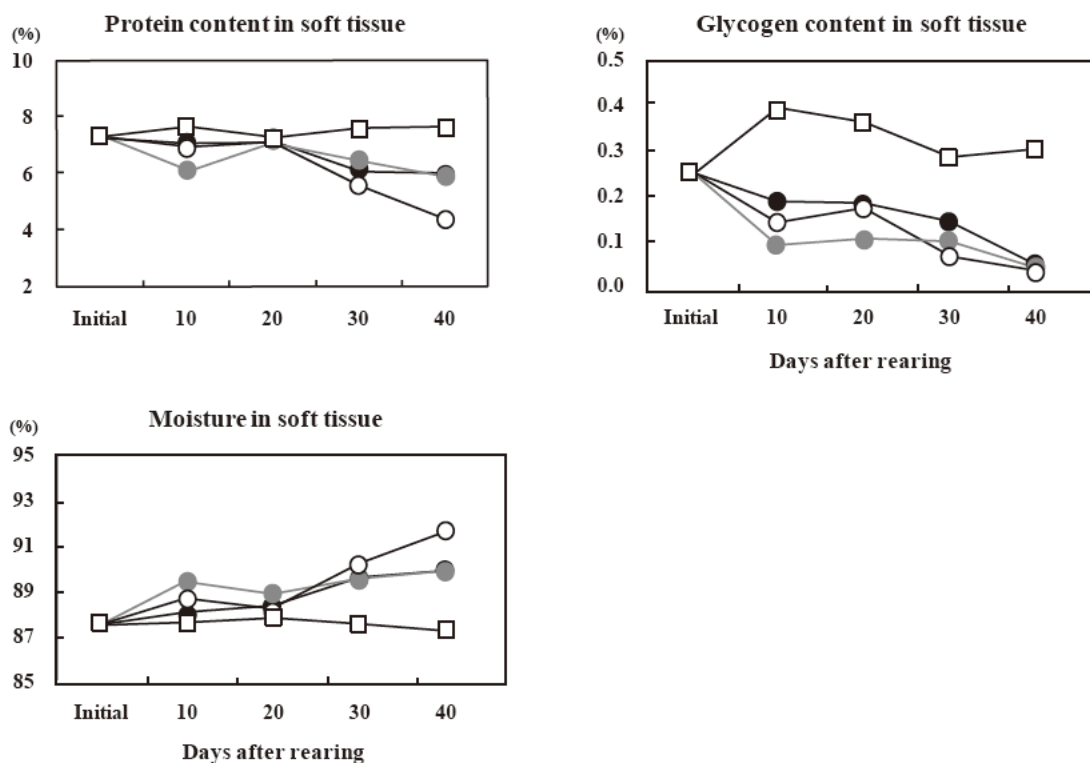 Protein content in soft tissue
(%)
10
8
6
4
2
Initial 10 20 30 40
Glycogen content in soft tissue
(%)
0.5
0.4
0.3
0.2
0.1
0.0
Initial 10 20 30 40
Days after rearing
Moisture in soft tissue
(%)
95
93
91
89
87
85
Initial 10 20 30 40
Days after rearing